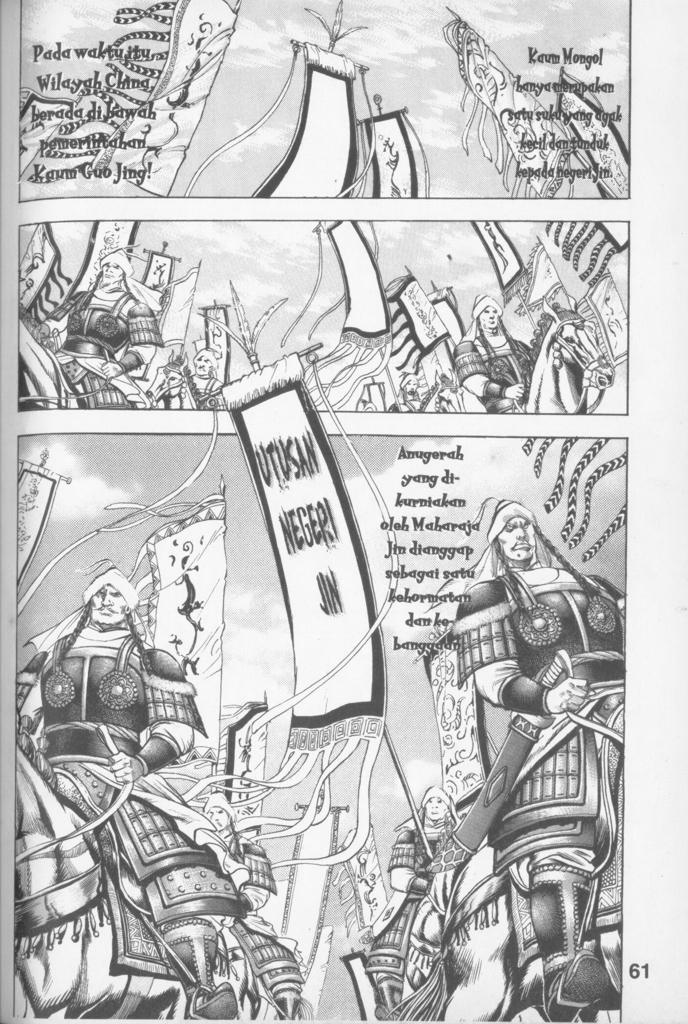 Pada waktu itu,
Wilayah China
berada di bawah
pemerintahan
Kaum Guo Jing!
Kaum Mongol
hanya merupakan
satu suku yang agak
kecil dan tunduk
kepada negeri Jin.
UTUSAN
NEGERI
JIN
Anugerah
yang di-
kurniakan
oleh Maharaja
Jin dianggap
sebagai satu
kehormatan
dan ke-
banggaan.
61